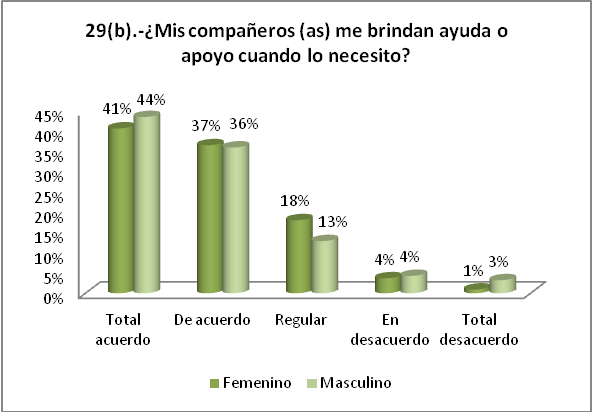 29(b).-¿Mis compañeros (as) me brindan ayuda o
apoyo cuando lo necesito?
45%
40%
35%
30%
25%
20%
15%
10%
5%
0%
41%
44%
37%
36%
18%
13%
4%
4%
1%
3%
Total
acuerdo
De acuerdo
Regular
En
desacuerdo
Total
desacuerdo
Femenino
Masculino